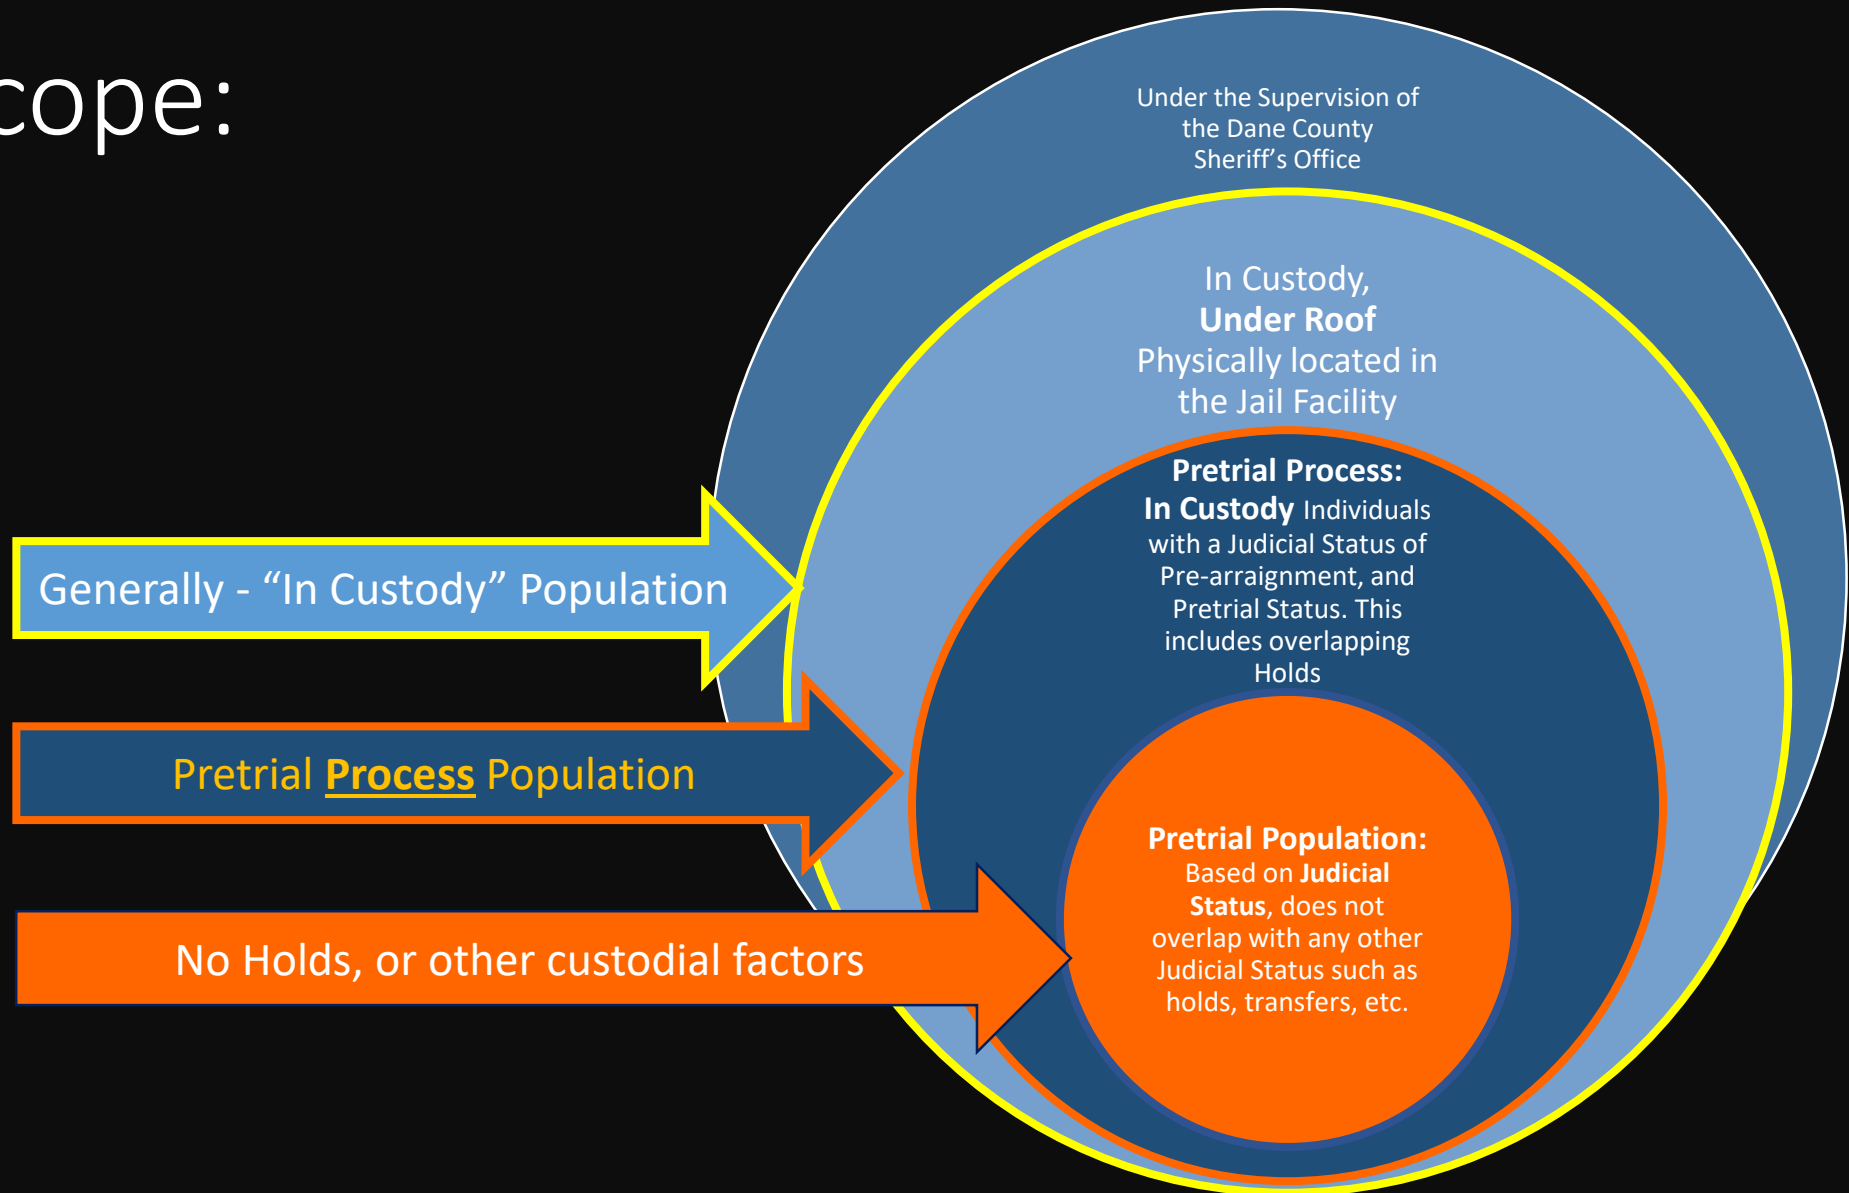 cope:
Under the Supervision of
the Dane County
Sheriff’s Office
In Custody,
Under Roof
Physically located in
the Jail Facility
Pretrial Process:
In Custody Individuals
with a Judicial Status of
Pre-arraignment, and
Pretrial Status. This
includes overlapping
Holds
Generally - “In Custody” Population
Pretrial Process Population
No Holds, or other custodial factors
Pretrial Population:
Based on Judicial
Status, does not
overlap with any other
Judicial Status such as
holds, transfers, etc.